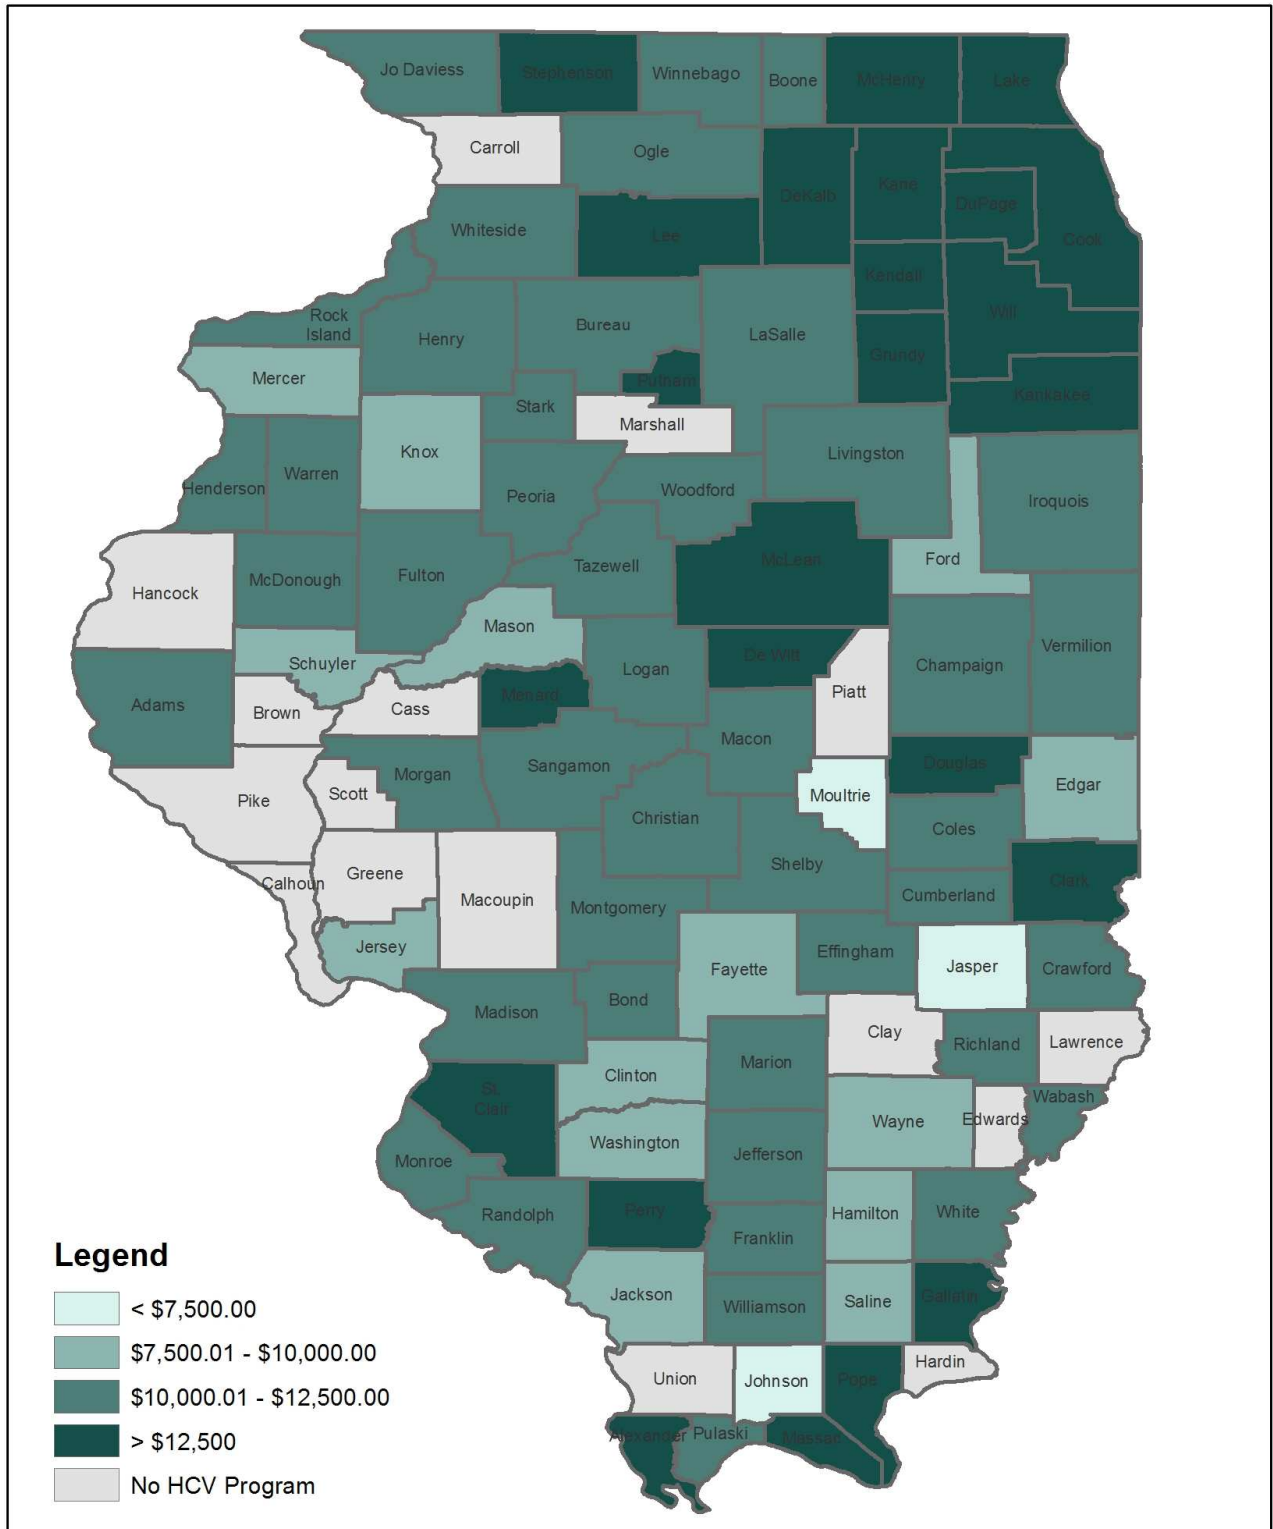 Jo Daviess
Stephenson
Winnebago
Boone
McHenry
Lake
Carroll
Ogle
DeKalb
Kane
DuPage
Cook
Whiteside
Lee
Kendall
Will
Rock
Island
Henry
Bureau
LaSalle
Grundy
Mercer
Putnam
Kankakee
Stark
Marshall
Knox
Livingston
Henderson
Warren
Peoria
Woodford
Iroquois
McLean
Ford
Hancock
McDonough
Fulton
Tazewell
Mason
Schuyler
Logan
De Witt
Champaign
Vermilion
Adams
Brown
Cass
Menard
Piatt
Macon
Morgan
Sangamon
Douglas
Pike
Scott
Christian
Moultrie
Edgar
Coles
Shelby
Calhoun
Greene
Macoupin
Montgomery
Cumberland
Clark
Jersey
Fayette
Effingham
Jasper
Crawford
Madison
Bond
Clay
Richland
Lawrence
Clinton
Marion
St.
Clair
Wayne
Edwards
Wabash
Washington
Jefferson
Monroe
Randolph
Perry
Hamilton
White
Franklin
Jackson
Williamson
Saline
Gallatin
Union
Johnson
Pope
Hardin
Alexander
Pulaski
Massac
Legend
< $7,500.00
$7,500.01 - $10,000.00
$10,000.01 - $12,500.00
> $12,500
No HCV Program